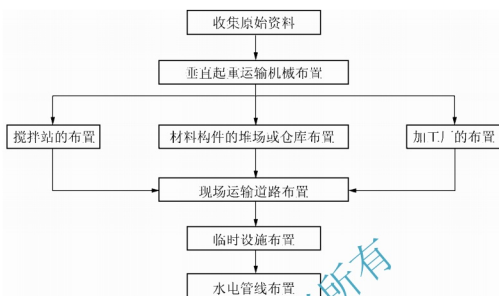 收集原始资料
垂直起重运输机械布置
搅拌站的布置
材料构件的堆场或仓库布置
加工厂的布置
现场运输道路布置
临时设施布置
水电管线布置
所有